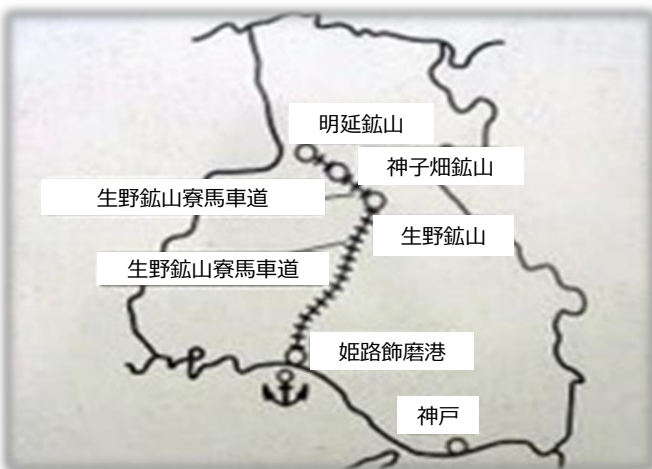 明延鉱山
神子畑鉱山
生野鉱山寮馬車道
生野鉱山
生野鉱山寮馬車道
姫路飾磨港
神戸